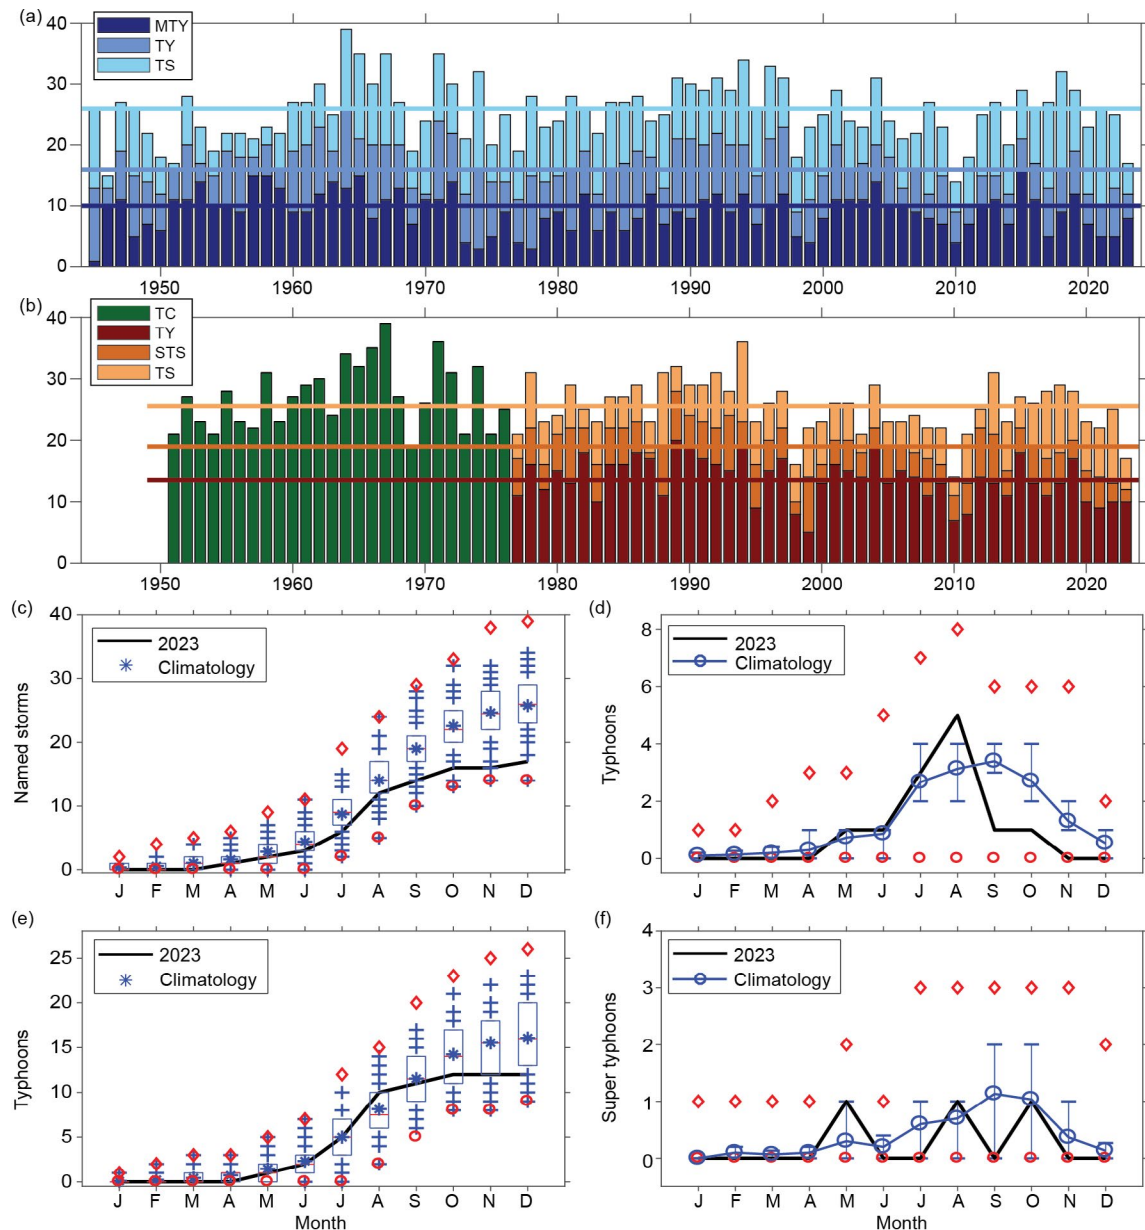 (a)
40
30
20
10
0
MTY
TY
TS
1950 1960 1970 1980 1990 2000 2010 2020
(b)
40
30
20
10
0
TC
TY
STS
TS
1950 1960 1970 1980 1990 2000 2010 2020
(c)
Named storms
40
30
20
10
0
2023
Climatology
J F M A M J J A S O N D
(d)
Typhoons
8
6
4
2
0
2023
Climatology
J F M A M J J A S O N D
(e)
Typhoons
25
20
15
10
5
0
2023
Climatology
J F M A M J J A S O N D
Month
(f)
Super typhoons
4
3
2
1
0
2023
Climatology
J F M A M J J A S O N D
Month